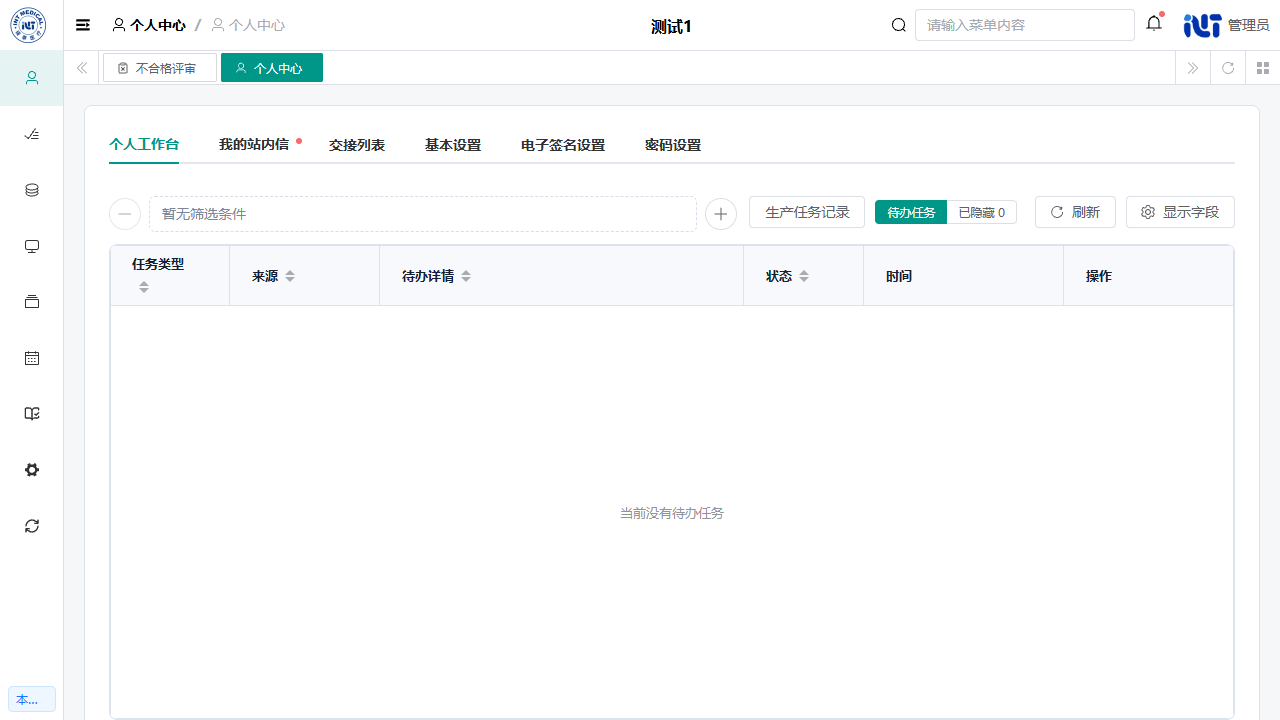 INT MEDICAL
INT
个人中心 / 个人中心
测试1
请输入菜单内容
INT 管理员
不合格评审
个人中心
个人工作台
我的站内信
交接列表
基本设置
电子签名设置
密码设置
暂无筛选条件
生产任务记录
待办任务
已隐藏 0
刷新
显示字段
任务类型
来源
待办详情
状态
时间
操作
当前没有待办任务
本...